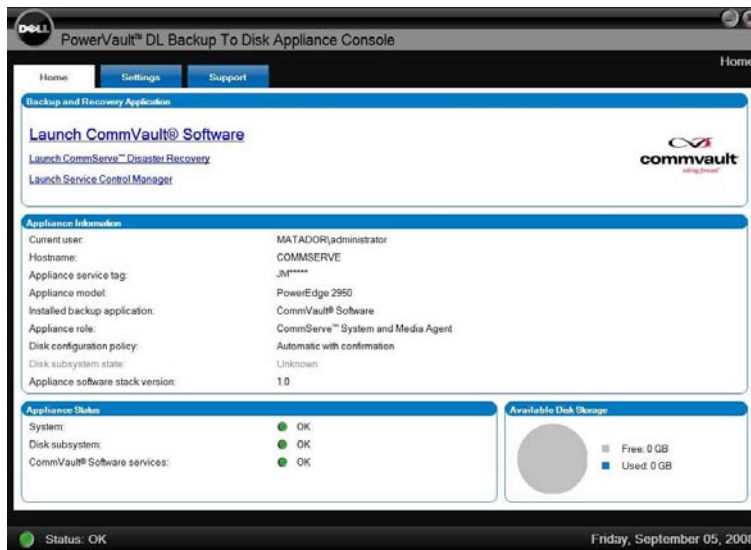 DELL
PowerVault™ DL Backup To Disk Appliance Console
Home
Home Settings Support
Backup and Recovery Application
Launch CommVault® Software
Launch CommServe™ Disaster Recovery
Launch Service Control Manager
commvault
solving forward®
Appliance Information
Current user: MATADOR\administrator
Hostname: COMMSERVE
Appliance service tag: JM*****
Appliance model: PowerEdge 2950
Installed backup application: CommVault® Software
Appliance role: CommServe™ System and Media Agent
Disk configuration policy: Automatic with confirmation
Disk subsystem state: Unknown
Appliance software stack version: 1.0
Appliance Status
System: OK
Disk subsystem: OK
CommVault® Software services: OK
Available Disk Storage
Free: 0 GB
Used: 0 GB
Status: OK
Friday, September 05, 2008